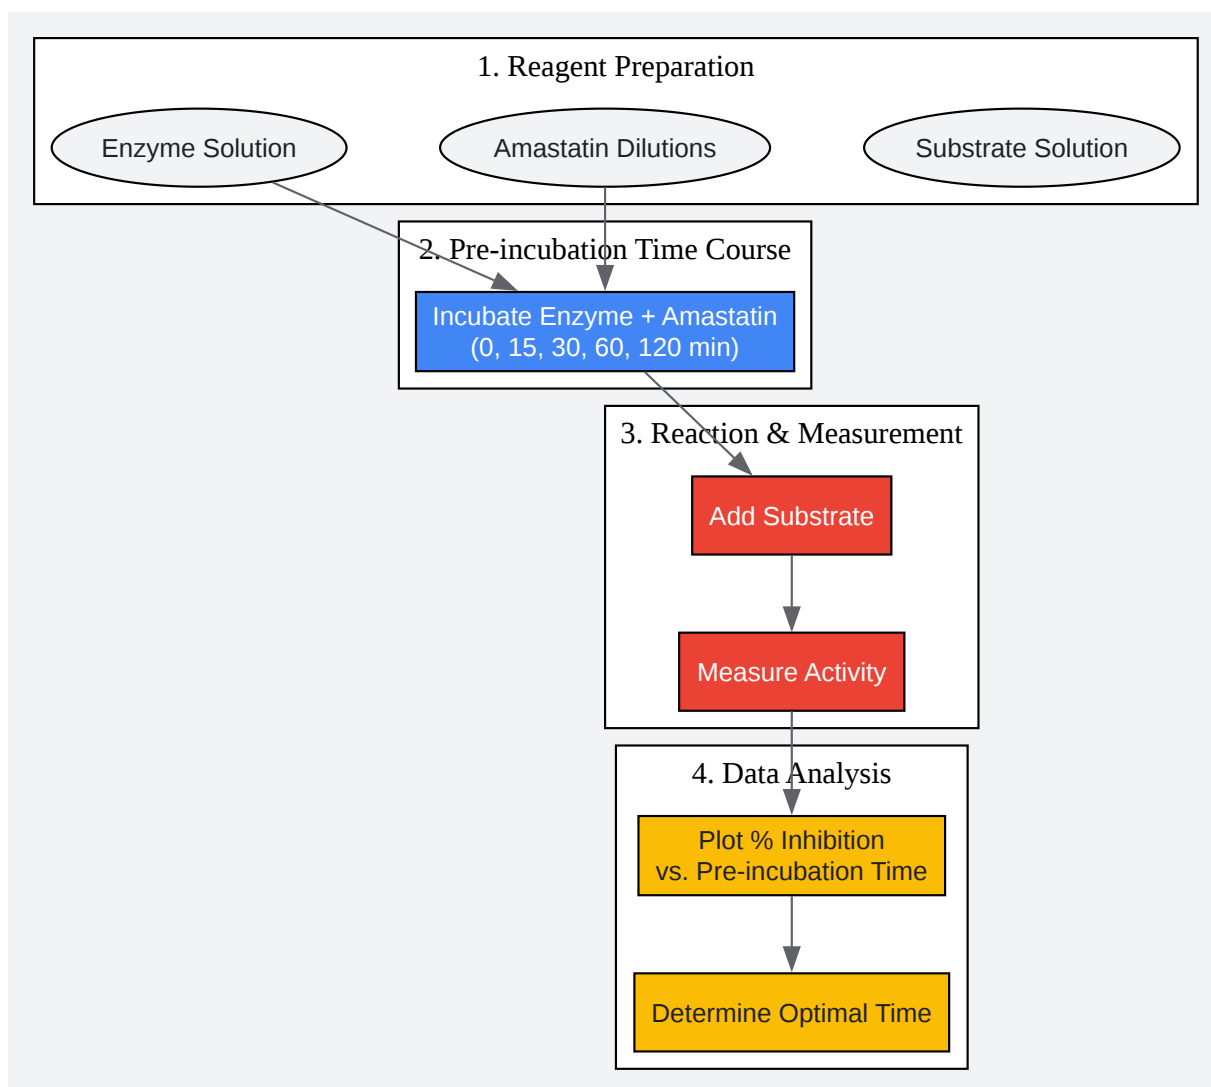 1. Reagent Preparation
Enzyme Solution
Amastatin Dilutions
Substrate Solution
2. Pre-incubation Time Course
Incubate Enzyme + Amastatin
(0, 15, 30, 60, 120 min)
3. Reaction & Measurement
Add Substrate
Measure Activity
4. Data Analysis
Plot % Inhibition
vs. Pre-incubation Time
Determine Optimal Time